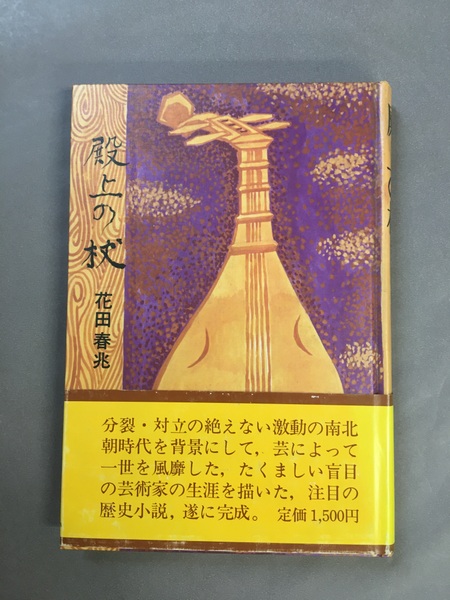 殿上の杖
花田春兆
分裂・対立の絶えない激動の南北
朝時代を背景にして，芸によって
一世を風靡した，たくましい盲目
の芸術家の生涯を描いた，注目の
歴史小説，遂に完成。 定価1,500円